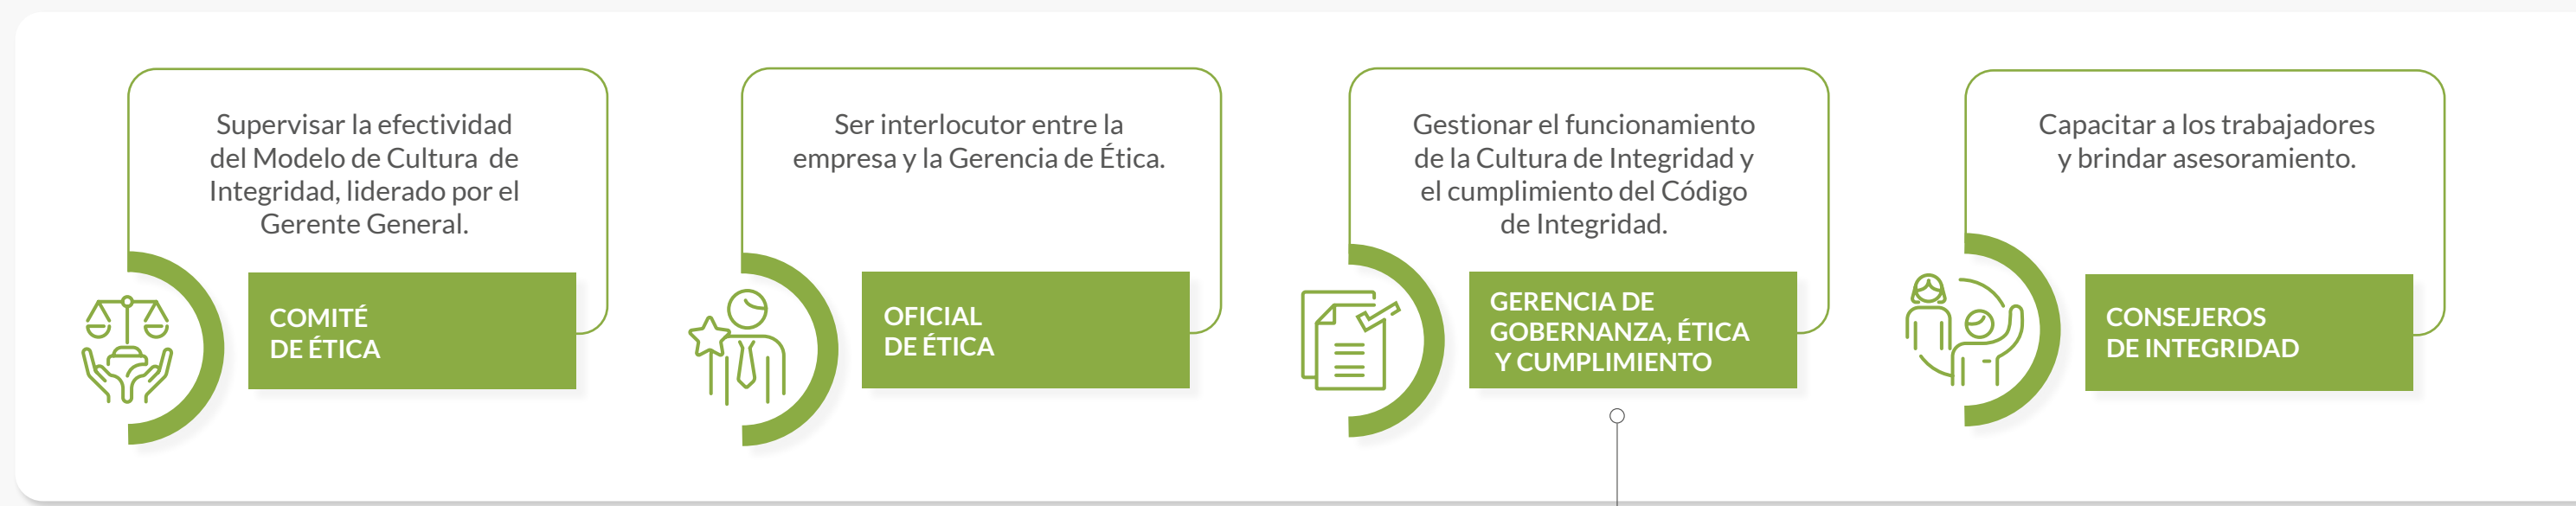 Supervisar la efectividad
del Modelo de Cultura de
Integridad, liderado por el
Gerente General.
COMITÉ
DE ÉTICA
Ser interlocutor entre la
empresa y la Gerencia de Ética.
OFICIAL
DE ÉTICA
Gestionar el funcionamiento
de la Cultura de Integridad y
el cumplimiento del Código
de Integridad.
GERENCIA DE
GOBERNANZA, ÉTICA
Y CUMPLIMIENTO
Capacitar a los trabajadores
y brindar asesoramiento.
CONSEJEROS
DE INTEGRIDAD